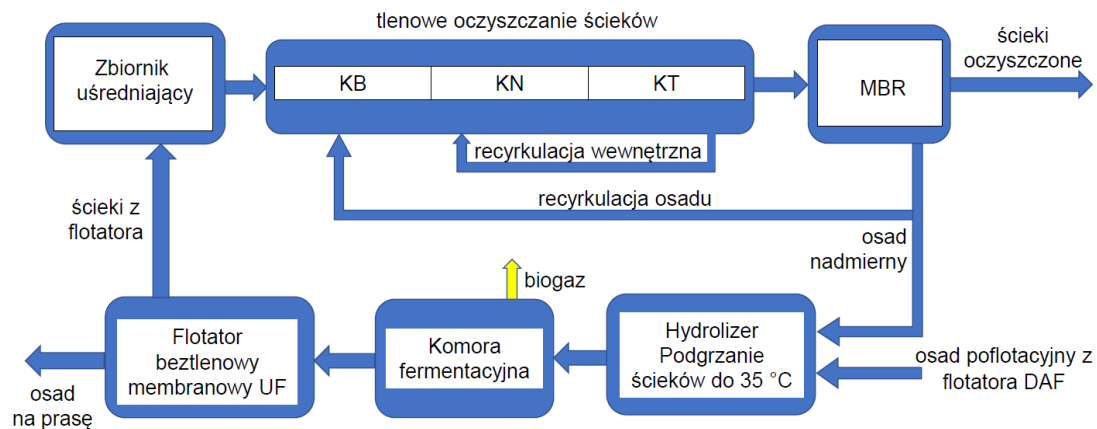 tlenowe oczyszczanie ścieków
Zbiornik
uśredniający
KB
KN
KT
MBR
ścieki
oczyszczone
recyrkulacja wewnętrzna
recyrkulacja osadu
ścieki z
flotatora
osad
nadmierny
biogaz
Flotator
beztlenowy
membranowy UF
Komora
fermentacyjna
Hydrolizer
Podgrzanie
ścieków do 35 °C
osad poflotacyjny z
flotatora DAF
osad
na prasę